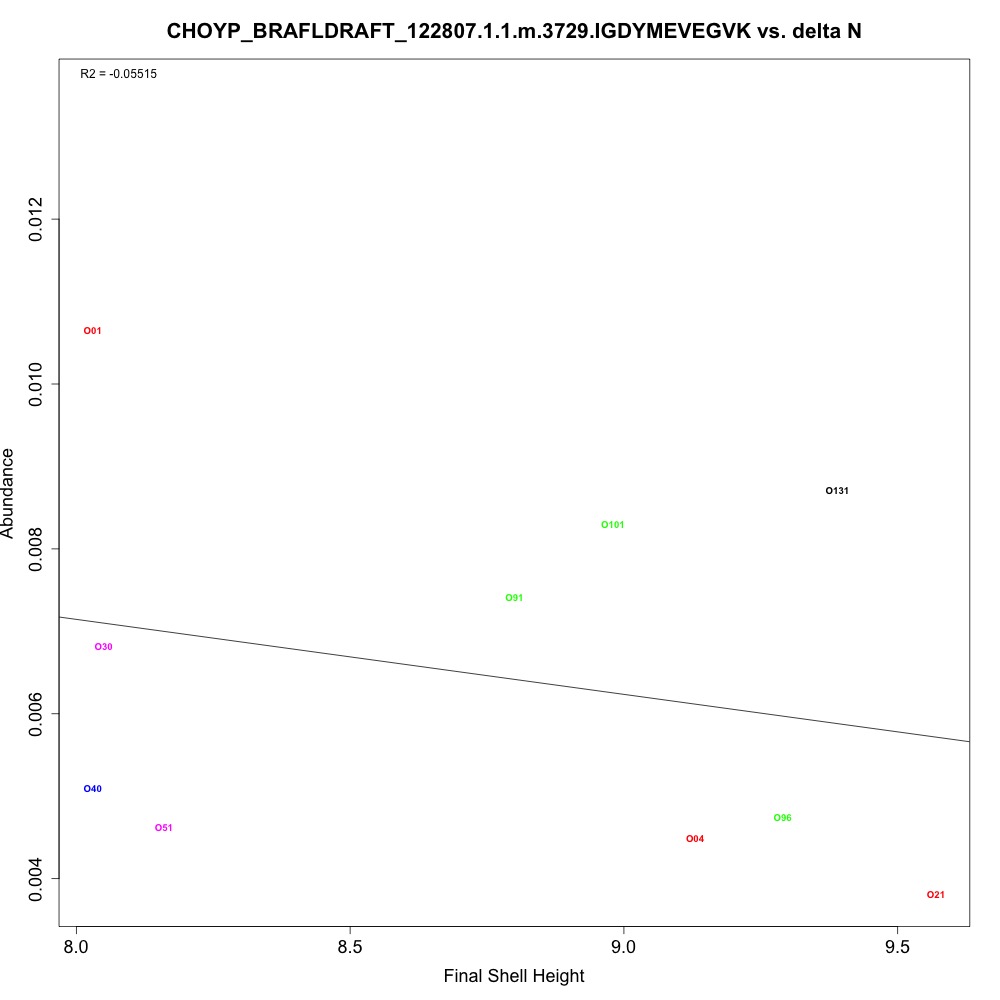 CHOYP_BRAFLDRAFT_122807.1.1.m.3729.IGDYMEVEGVK vs. delta N
R2 = -0.05515
0.012
O01
0.010
Abundance
O131
O101
0.008
O91
O30
0.006
O40
O96
O51
O04
0.004
O21
8.0 8.5 9.0 9.5
Final Shell Height